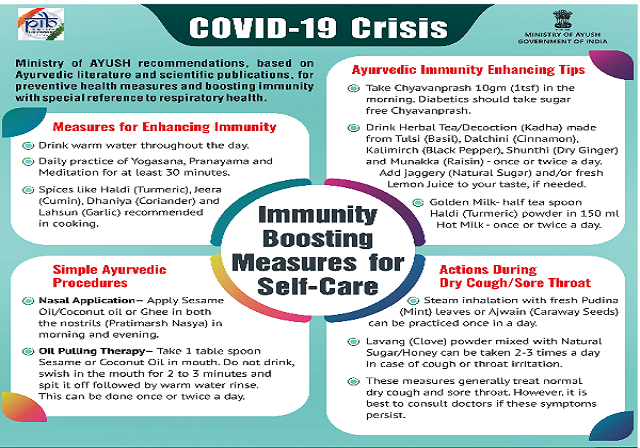 pib
COVID-19 Crisis
MINISTRY OF AYUSH
GOVERNMENT OF INDIA
Ministry of AYUSH recommendations, based on
Ayurvedic literature and scientific publications, for
preventive health measures and boosting immunity
with special reference to respiratory health.
Measures for Enhancing Immunity
Drink warm water throughout the day.
Daily practice of Yogasana, Pranayama and
Meditation for at least 30 minutes.
Spices like Haldi (Turmeric), Jeera
(Cumin), Dhaniya (Coriander) and
Lahsun (Garlic) recommended
in cooking.
Ayurvedic Immunity Enhancing Tips
Take Chyavanprash 10gm (1tsf) in the
morning. Diabetics should take sugar
free Chyavanprash.
Drink Herbal Tea/Decoction (Kadha) made
from Tulsi (Basil), Dalchini (Cinnamon),
Kalimirch (Black Pepper), Shunthi (Dry Ginger)
and Munakka (Raisin) - once or twice a day.
Add jaggery (Natural Sugar) and/or fresh
Lemon Juice to your taste, if needed.
Golden Milk- half tea spoon
Haldi (Turmeric) powder in 150 ml
Hot Milk - once or twice a day.
Immunity
Boosting
Measures for
Self-Care
Simple Ayurvedic
Procedures
Nasal Application— Apply Sesame
Oil/Coconut oil or Ghee in both
the nostrils (Pratimarsh Nasya) in
morning and evening.
Oil Pulling Therapy— Take 1 table spoon
Sesame or Coconut Oil in mouth. Do not drink,
swish in the mouth for 2 to 3 minutes and
spit it off followed by warm water rinse.
This can be done once or twice a day.
Actions During
Dry Cough/Sore Throat
Steam inhalation with fresh Pudina
(Mint) leaves or Ajwain (Caraway Seeds)
can be practiced once in a day.
Lavang (Clove) powder mixed with Natural
Sugar/Honey can be taken 2-3 times a day
in case of cough or throat irritation.
These measures generally treat normal
dry cough and sore throat. However, it is
best to consult doctors if these symptoms
persist.